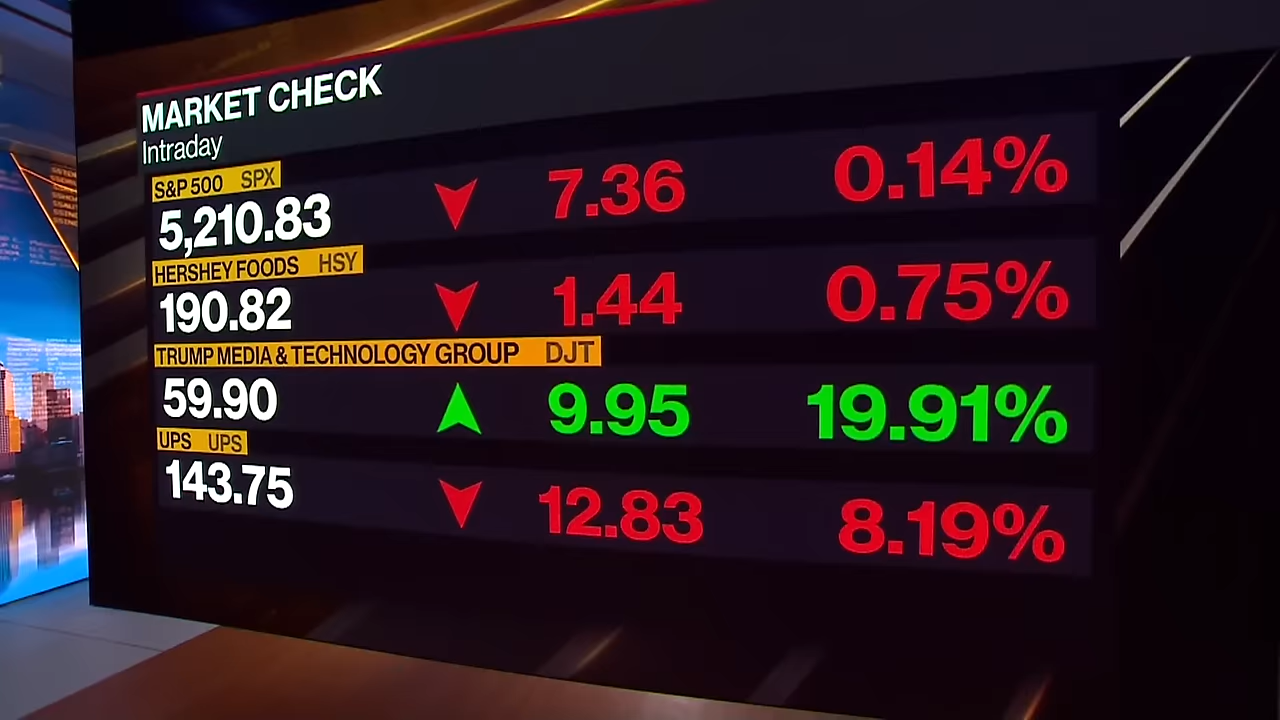 MARKET CHECK
Intraday
S&P 500 SPX
5,210.83 7.36 0.14%
HERSHEY FOODS HSY
190.82 1.44 0.75%
TRUMP MEDIA & TECHNOLOGY GROUP DJT
59.90 9.95 19.91%
UPS UPS
143.75 12.83 8.19%